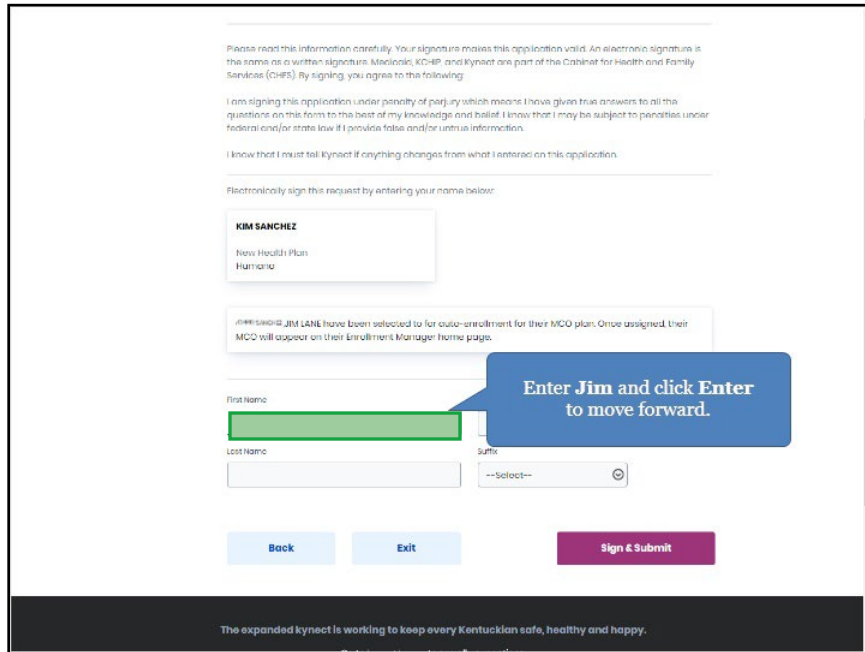 Please read this information carefully. Your signature makes this application valid. An electronic signature is
the same as a written signature. Medicaid, KCHIP, and Kynect are part of the Cabinet for Health and Family
Services (CHFS). By signing, you agree to the following:
I am signing this application under penalty of perjury which means I have given true answers to all the
questions on this form to the best of my knowledge and belief. I know that I may be subject to penalties under
federal and/or state law if I provide false and/or untrue information.
I know that I must tell Kynect if anything changes from what I entered on this application.
Electronically sign this request by entering your name below:
KIM SANCHEZ
New Health Plan
Humana
JIM LANE have been selected to for auto-enrollment for their MCO plan. Once assigned, their
MCO will appear on their Enrollment Manager home page.
Enter Jim and click Enter
to move forward.
First Name
Last Name
Suffix
--Select--
Back
Exit
Sign & Submit
The expanded kynect is working to keep every Kentuckian safe, healthy and happy.